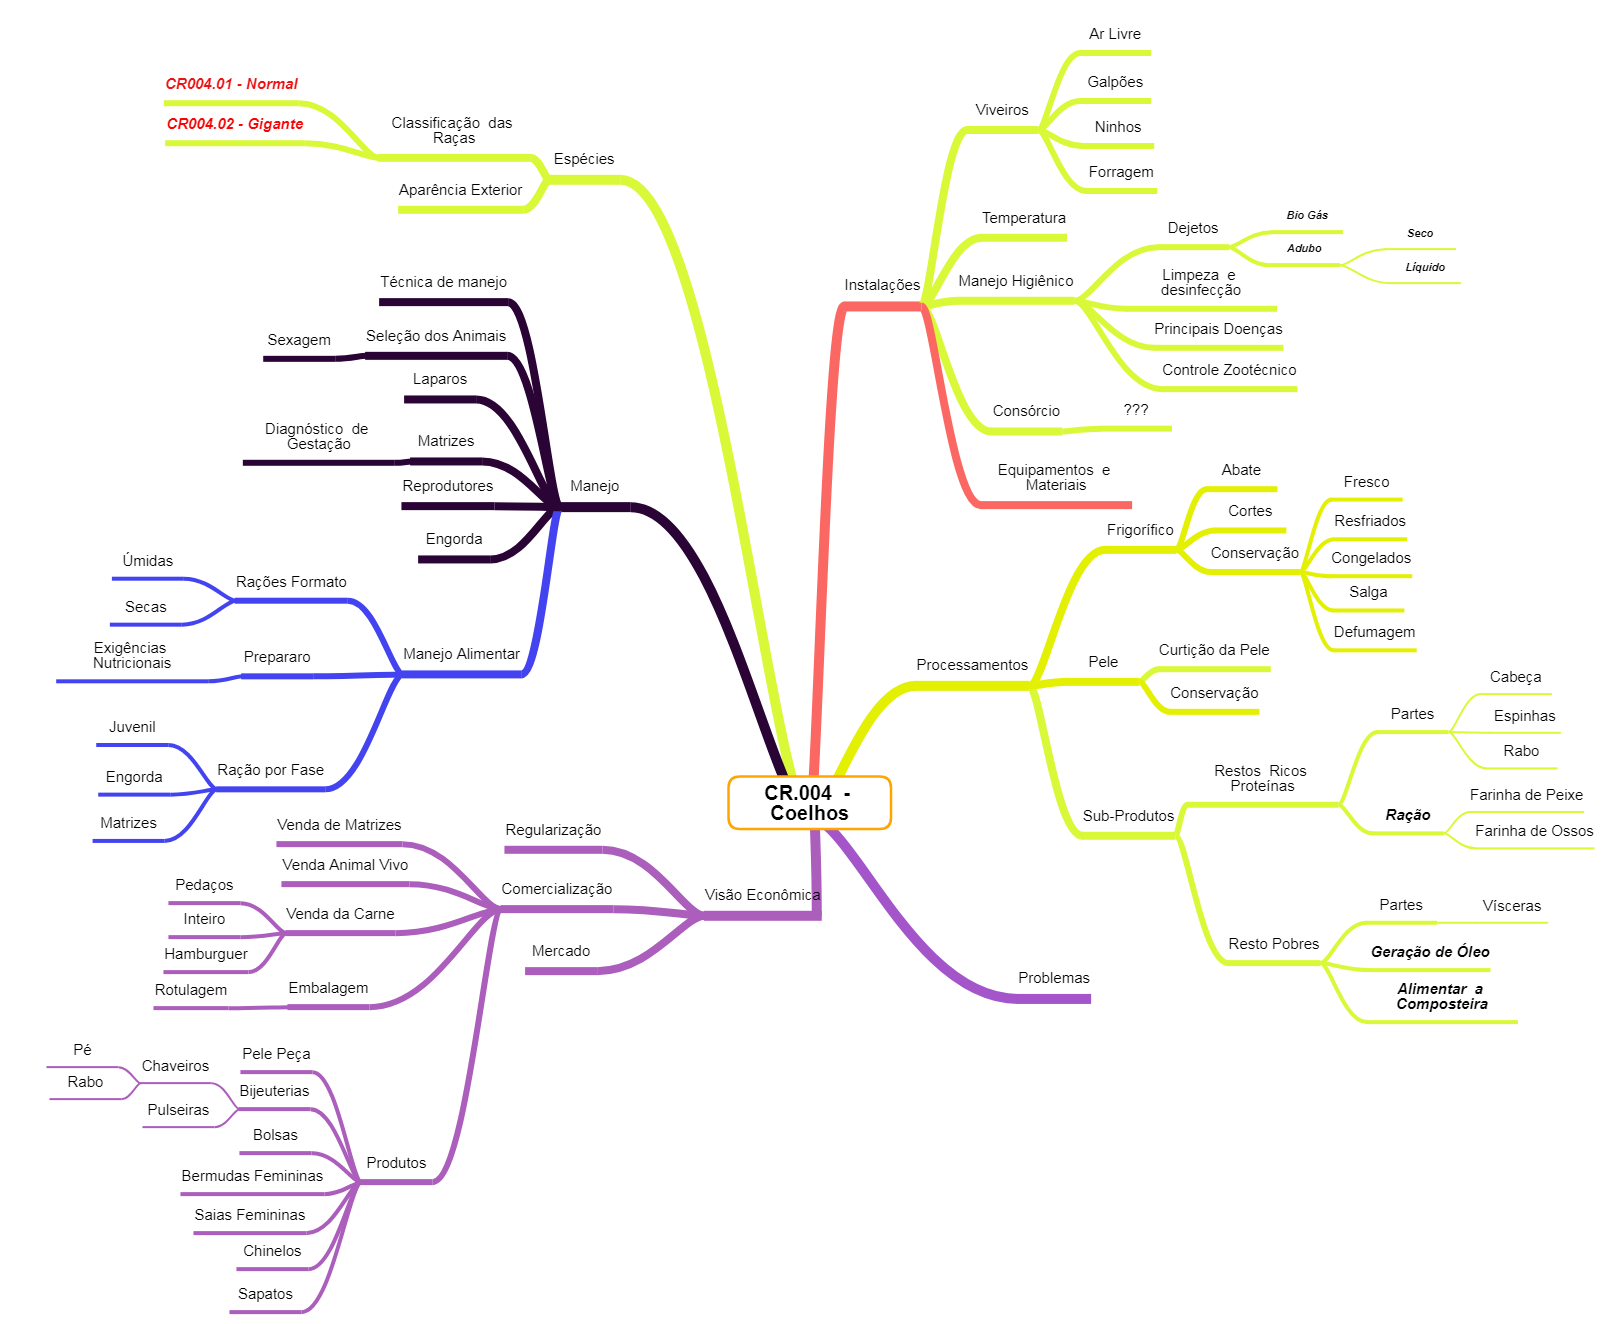 CR.004 -
Coelhos
Espécies
Classificação das
Raças
CR004.01 - Normal
CR004.02 - Gigante
Aparência Exterior
Manejo
Técnica de manejo
Seleção dos Animais
Sexagem
Laparos
Matrizes
Diagnóstico de
Gestação
Reprodutores
Engorda
Manejo Alimentar
Rações Formato
Úmidas
Secas
Prepararo
Exigências
Nutricionais
Ração por Fase
Juvenil
Engorda
Matrizes
Visão Econômica
Regularização
Comercialização
Venda de Matrizes
Venda Animal Vivo
Venda da Carne
Pedaços
Inteiro
Hamburguer
Embalagem
Rotulagem
Produtos
Pele Peça
Bijeuterias
Chaveiros
Pé
Rabo
Pulseiras
Bolsas
Bermudas Femininas
Saias Femininas
Chinelos
Sapatos
Mercado
Instalações
Viveiros
Ar Livre
Galpões
Ninhos
Forragem
Temperatura
Manejo Higiênico
Dejetos
Bio Gás
Adubo
Seco
Líquido
Limpeza e
desinfecção
Principais Doenças
Controle Zootécnico
Consórcio
???
Equipamentos e
Materiais
Processamentos
Frigorífico
Abate
Cortes
Conservação
Fresco
Resfriados
Congelados
Salga
Defumagem
Pele
Curtição da Pele
Conservação
Sub-Produtos
Restos Ricos
Proteínas
Partes
Cabeça
Espinhas
Rabo
Ração
Farinha de Peixe
Farinha de Ossos
Resto Pobres
Partes
Vísceras
Geração de Óleo
Alimentar a
Composteira
Problemas